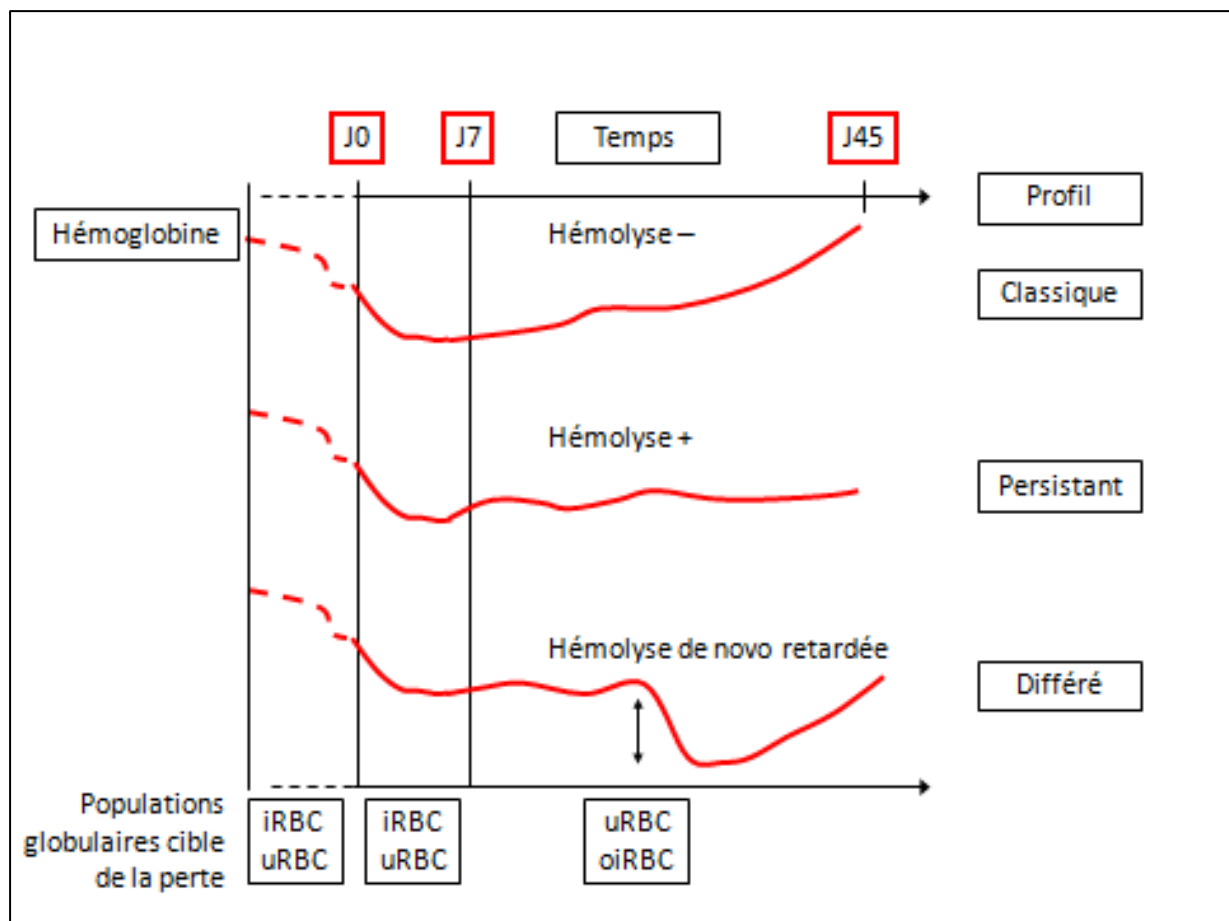 J0
J7
Temps
J45
Profil
Hémoglobine
Hémolyse –
Classique
Hémolyse +
Persistant
Hémolyse de novo retardée
Différé
Populations
globulaires cible
de la perte
iRBC
uRBC
iRBC
uRBC
uRBC
oiRBC